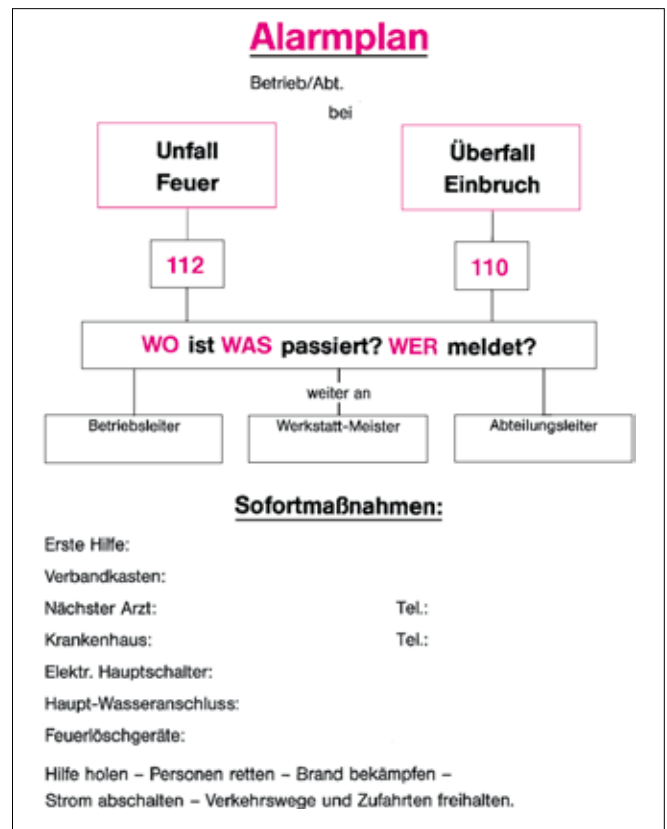 Alarmplan
Betrieb/Abt.
bei
Unfall
Feuer
Überfall
Einbruch
112
110
WO ist WAS passiert? WER meldet?
weiter an
Betriebsleiter
Werkstatt-Meister
Abteilungsleiter
Sofortmaßnahmen:
Erste Hilfe:
Verbandkasten:
Nächster Arzt: Tel.:
Krankenhaus: Tel.:
Elektr. Hauptschalter:
Haupt-Wasseranschluss:
Feuerlöschgeräte:
Hilfe holen – Personen retten – Brand bekämpfen –
Strom abschalten – Verkehrswege und Zufahrten freihalten.